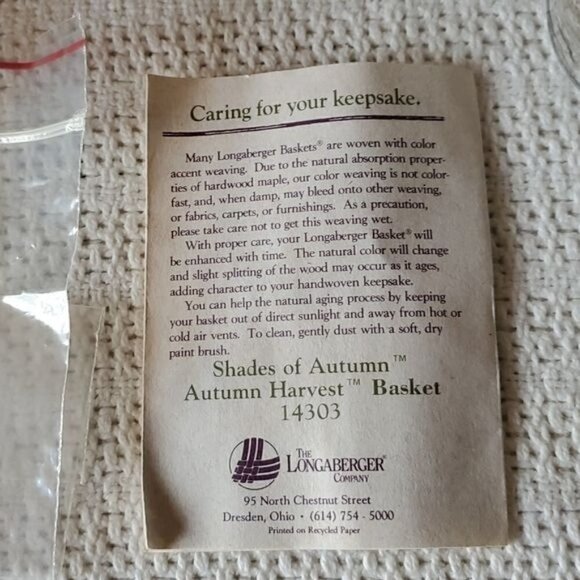 Caring for your keepsake.
Many Longaberger Baskets® are woven with color
accent weaving. Due to the natural absorption proper-
ties of hardwood maple, our color weaving is not color-
fast, and, when damp, may bleed onto other weaving,
or fabrics, carpets, or furnishings. As a precaution,
please take care not to get this weaving wet.
With proper care, your Longaberger Basket® will
be enhanced with time. The natural color will change
and slight splitting of the wood may occur as it ages,
adding character to your handwoven keepsake.
You can help the natural aging process by keeping
your basket out of direct sunlight and away from hot or
cold air vents. To clean, gently dust with a soft, dry
paint brush.
Shades of Autumn™
Autumn Harvest™ Basket
14303
THE
LONGABERGER®
COMPANY
95 North Chestnut Street
Dresden, Ohio • (614) 754 - 5000
Printed on Recycled Paper